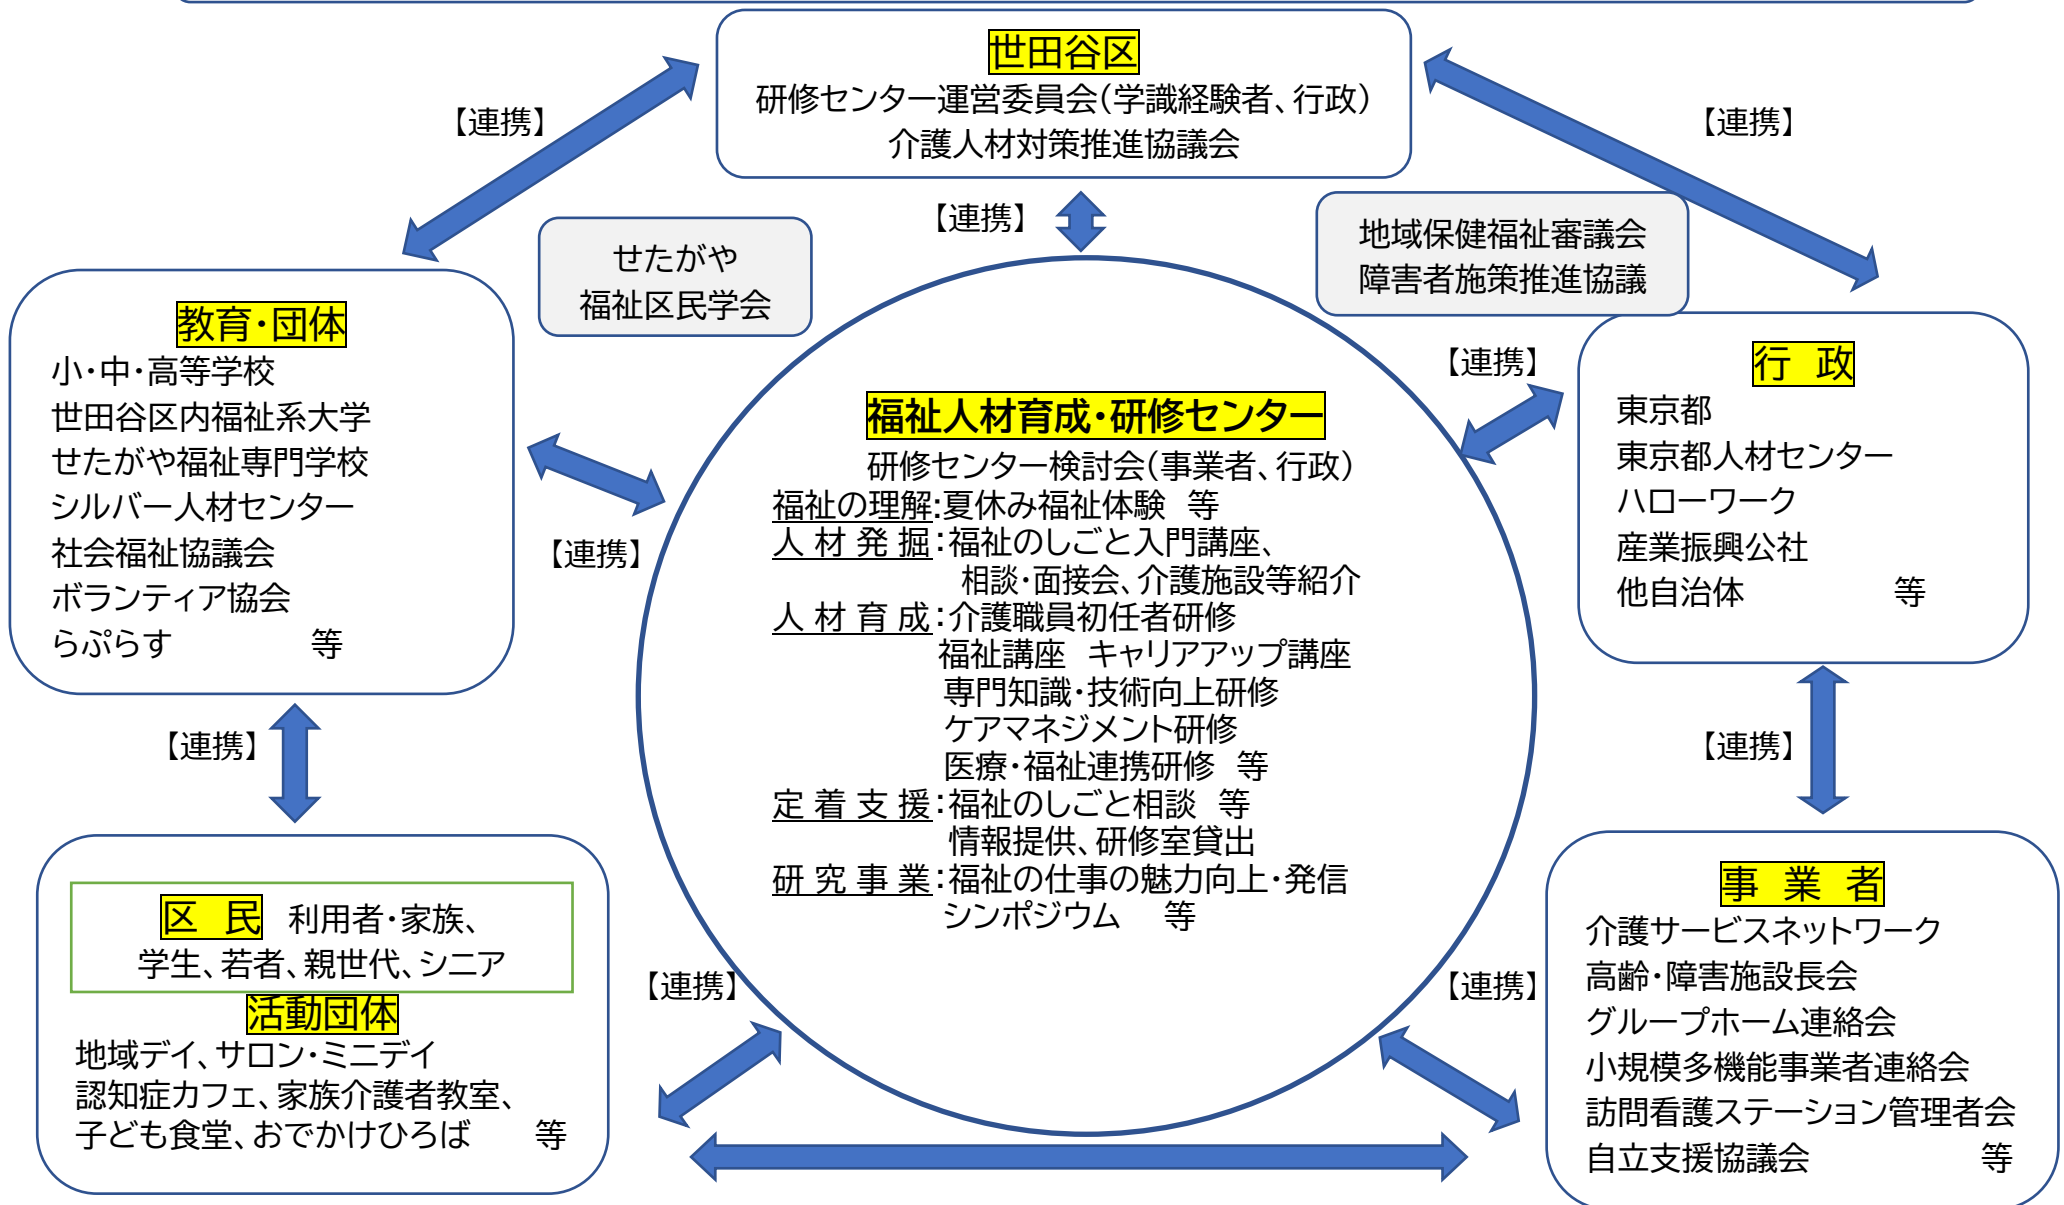 世田谷区
研修センター運営委員会（学識経験者、行政）
介護人材対策推進協議会
【連携】
【連携】
【連携】
せたがや
福祉区民学会
地域保健福祉審議会
障害者施策推進協議
教育・団体
小・中・高等学校
世田谷区内福祉系大学
せたがや福祉専門学校
シルバー人材センター
社会福祉協議会
ボランティア協会
らぷらす　　　　等
【連携】
【連携】
福祉人材育成・研修センター
研修センター検討会（事業者、行政）
福祉の理解：夏休み福祉体験　等
人 材 発 掘：福祉のしごと入門講座、
相談・面接会、介護施設等紹介
人 材 育 成：介護職員初任者研修
福祉講座　キャリアアップ講座
専門知識・技術向上研修
ケアマネジメント研修
医療・福祉連携研修　等
定 着 支 援：福祉のしごと相談　等
情報提供、研修室貸出
研 究 事 業：福祉の仕事の魅力向上・発信
シンポジウム　等
【連携】
行　政
東京都
東京都人材センター
ハローワーク
産業振興公社
他自治体　　　　等
【連携】
【連携】
区　民　利用者・家族、
学生、若者、親世代、シニア
活動団体
地域デイ、サロン・ミニデイ
認知症カフェ、家族介護者教室、
子ども食堂、おでかけひろば　　等
【連携】
【連携】
事　業　者
介護サービスネットワーク
高齢・障害施設長会
グループホーム連絡会
小規模多機能事業者連絡会
訪問看護ステーション管理者会
自立支援協議会　　　　等